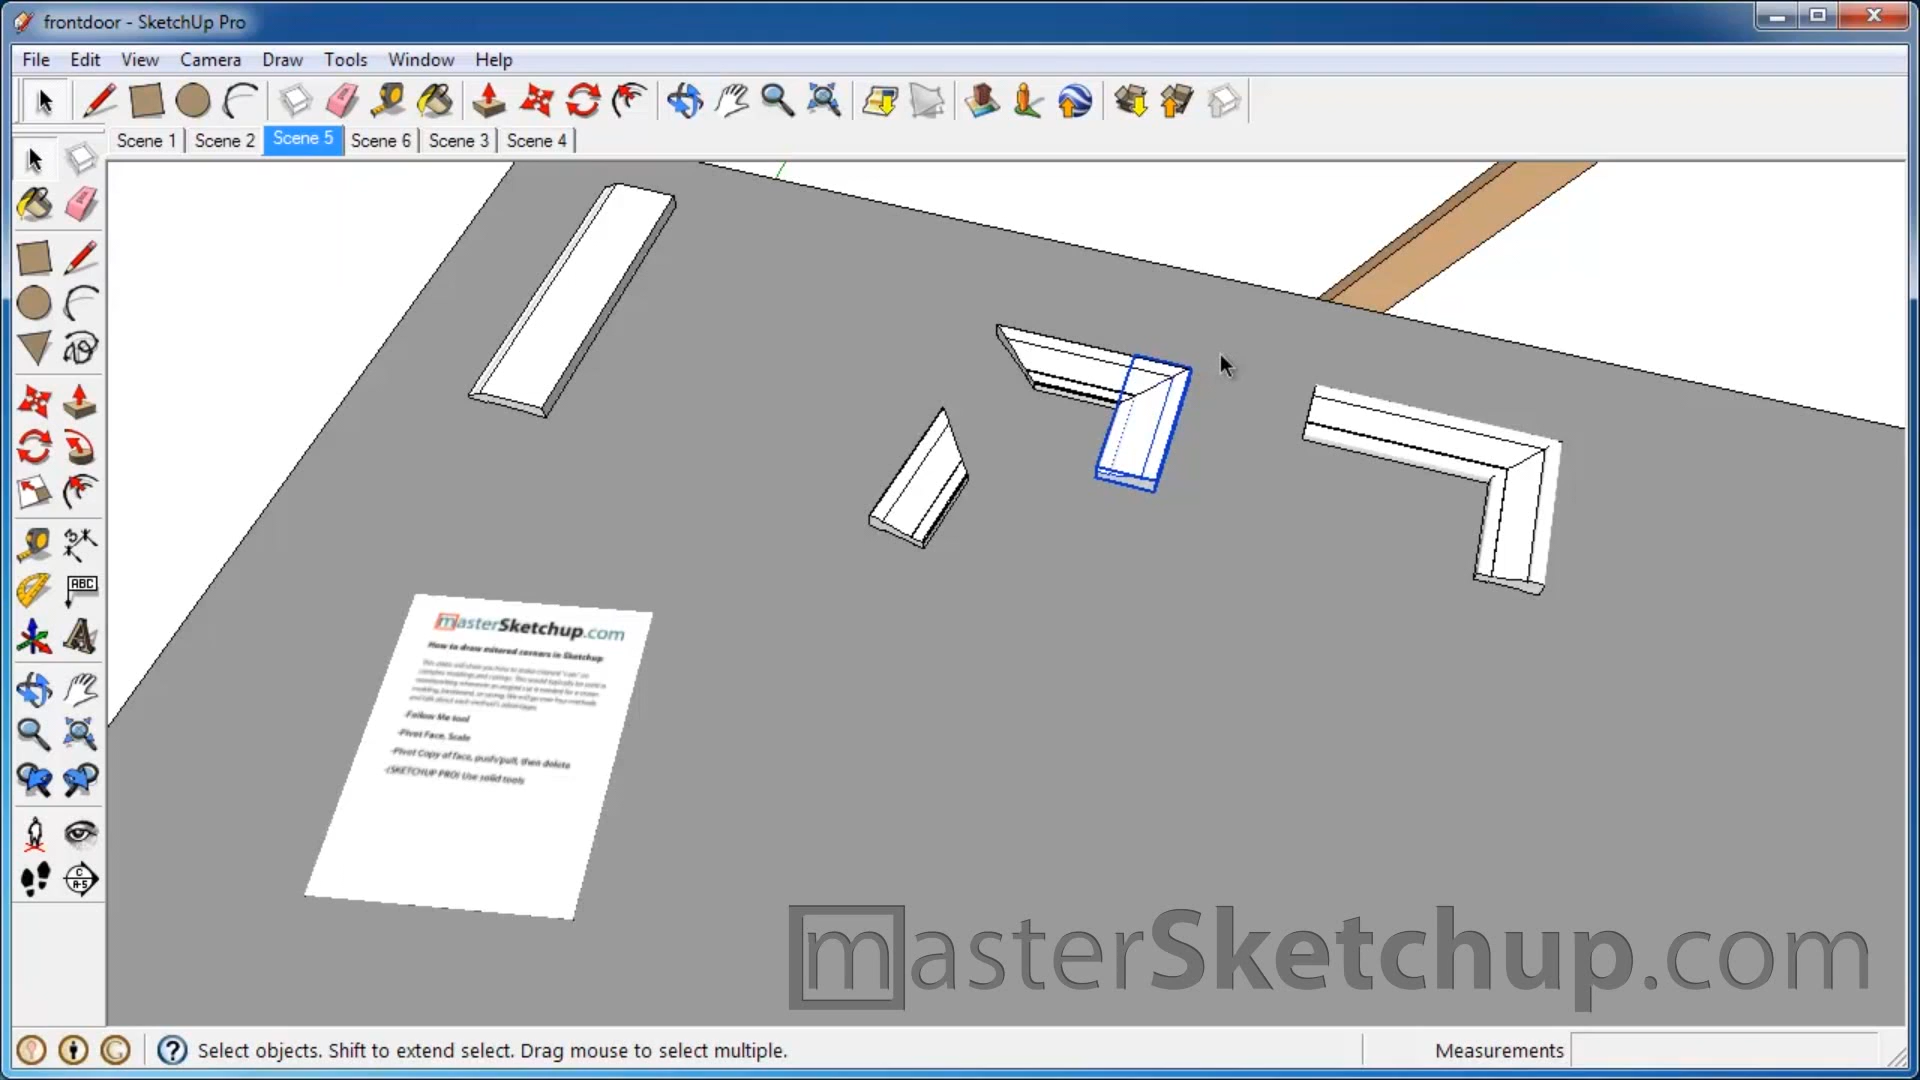 frontdoor - SketchUp Pro
File Edit View Camera Draw Tools Window Help
Scene 1 Scene 2 Scene 5 Scene 6 Scene 3 Scene 4
ABC
C
A-5
masterSketchup.com
How to draw mitered corners in Sketchup
-Follow Me tool
-Pivot Face, Scale
-Pivot Copy of face, push/pull, then delete
-(SKETCHUP PRO) Use solid tools
masterSketchup.com
Select objects. Shift to extend select. Drag mouse to select multiple.
Measurements